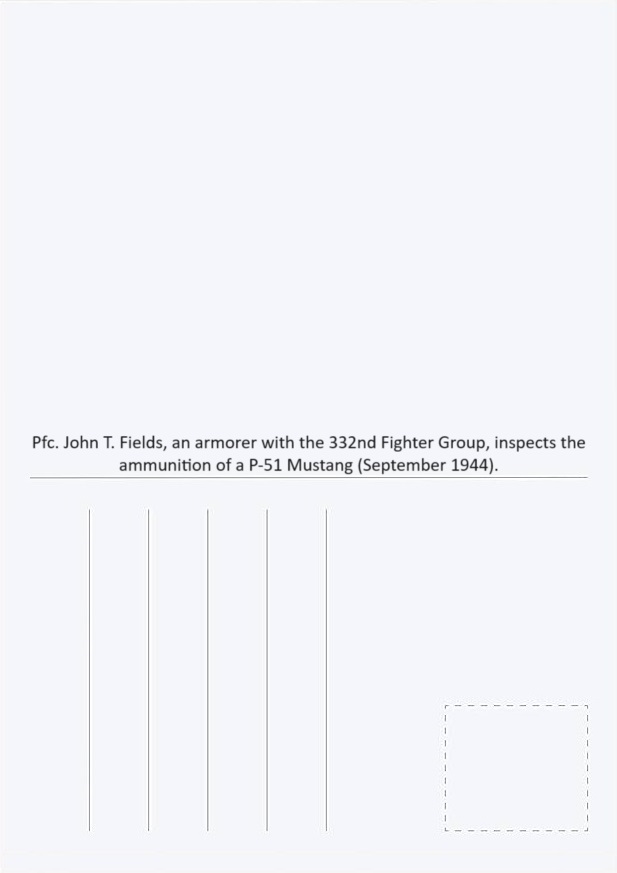 Pfc. John T. Fields, an armorer with the 332nd Fighter Group, inspects the
ammunition of a P-51 Mustang (September 1944).